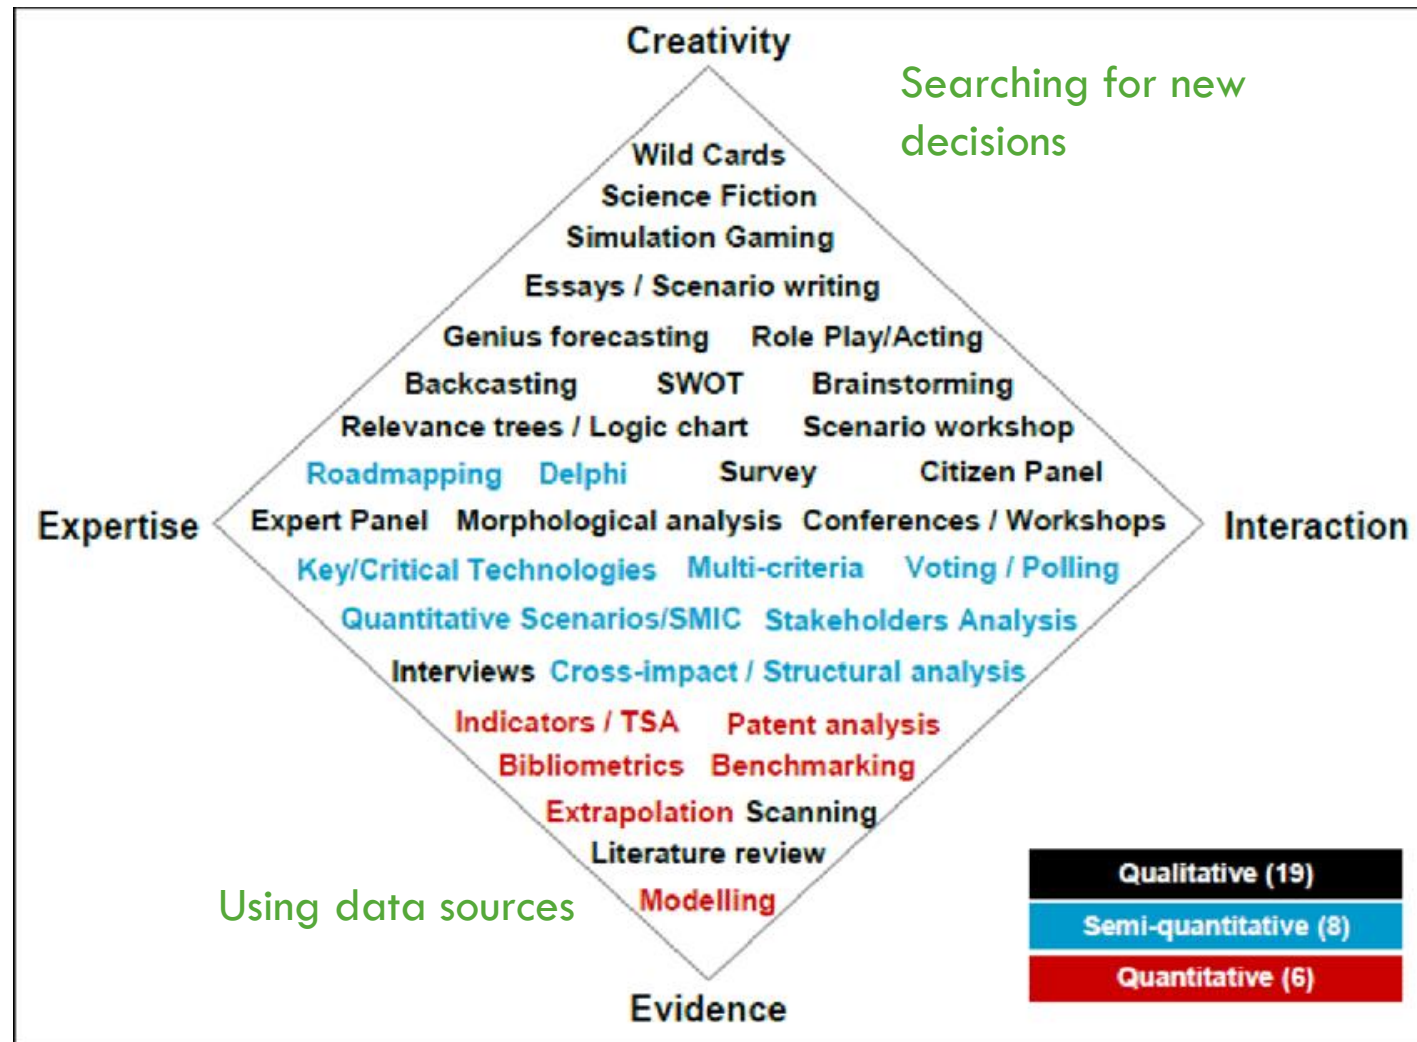 Creativity
Searching for new
decisions
Wild Cards
Science Fiction
Simulation Gaming
Essays / Scenario writing
Genius forecasting Role Play/Acting
Backcasting SWOT Brainstorming
Relevance trees / Logic chart Scenario workshop
Roadmapping Delphi Survey Citizen Panel
Expertise Expert Panel Morphological analysis Conferences / Workshops Interaction
Key/Critical Technologies Multi-criteria Voting / Polling
Quantitative Scenarios/SMIC Stakeholders Analysis
Interviews Cross-impact / Structural analysis
Indicators / TSA Patent analysis
Bibliometrics Benchmarking
Extrapolation Scanning
Literature review
Modelling
Using data sources
Evidence
Qualitative (19)
Semi-quantitative (8)
Quantitative (6)